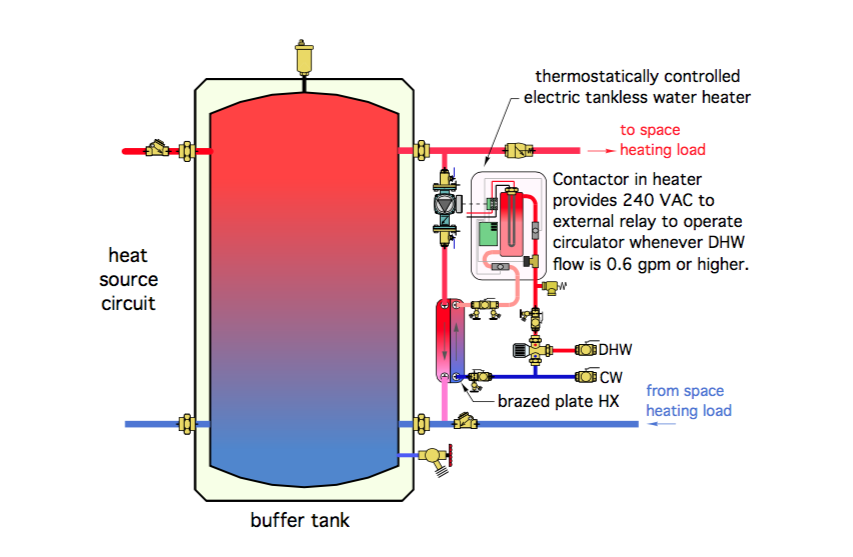 thermostatically controlled
electric tankless water heater
to space
heating load
Contactor in heater
provides 240 VAC to
external relay to operate
circulator whenever DHW
flow is 0.6 gpm or higher.
heat
source
circuit
DHW
CW
brazed plate HX
from space
heating load
buffer tank